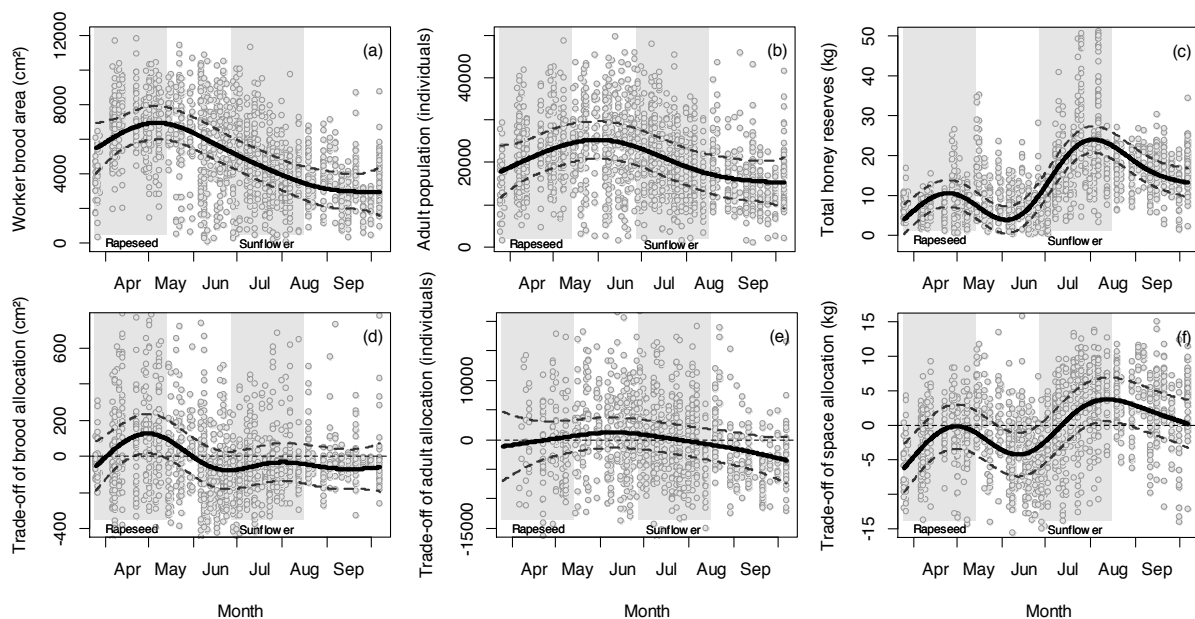 Worker brood area (cm²)
12000
8000
4000
0
(a)
Rapeseed
Sunflower
Apr May Jun Jul Aug Sep
Adult population (individuals)
40000
20000
0
(b)
Rapeseed
Sunflower
Apr May Jun Jul Aug Sep
Total honey reserves (kg)
50
40
30
20
10
0
(c)
Rapeseed
Sunflower
Apr May Jun Jul Aug Sep
Trade-off of brood allocation (cm²)
600
200
0
-400
(d)
Rapeseed
Sunflower
Apr May Jun Jul Aug Sep
Month
Trade-off of adult allocation (individuals)
10000
0
-15000
(e)
Rapeseed
Sunflower
Apr May Jun Jul Aug Sep
Month
Trade-off of space allocation (kg)
15
10
5
0
-5
-15
(f)
Rapeseed
Sunflower
Apr May Jun Jul Aug Sep
Month